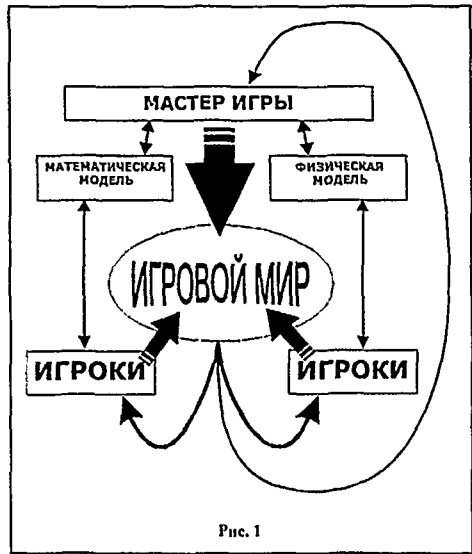 МАСТЕР ИГРЫ
МАТЕМАТИЧЕСКАЯ
МОДЕЛЬ
ФИЗИЧЕСКАЯ
МОДЕЛЬ
ИГРОВОЙ МИР
ИГРОКИ
ИГРОКИ
Рис. 1